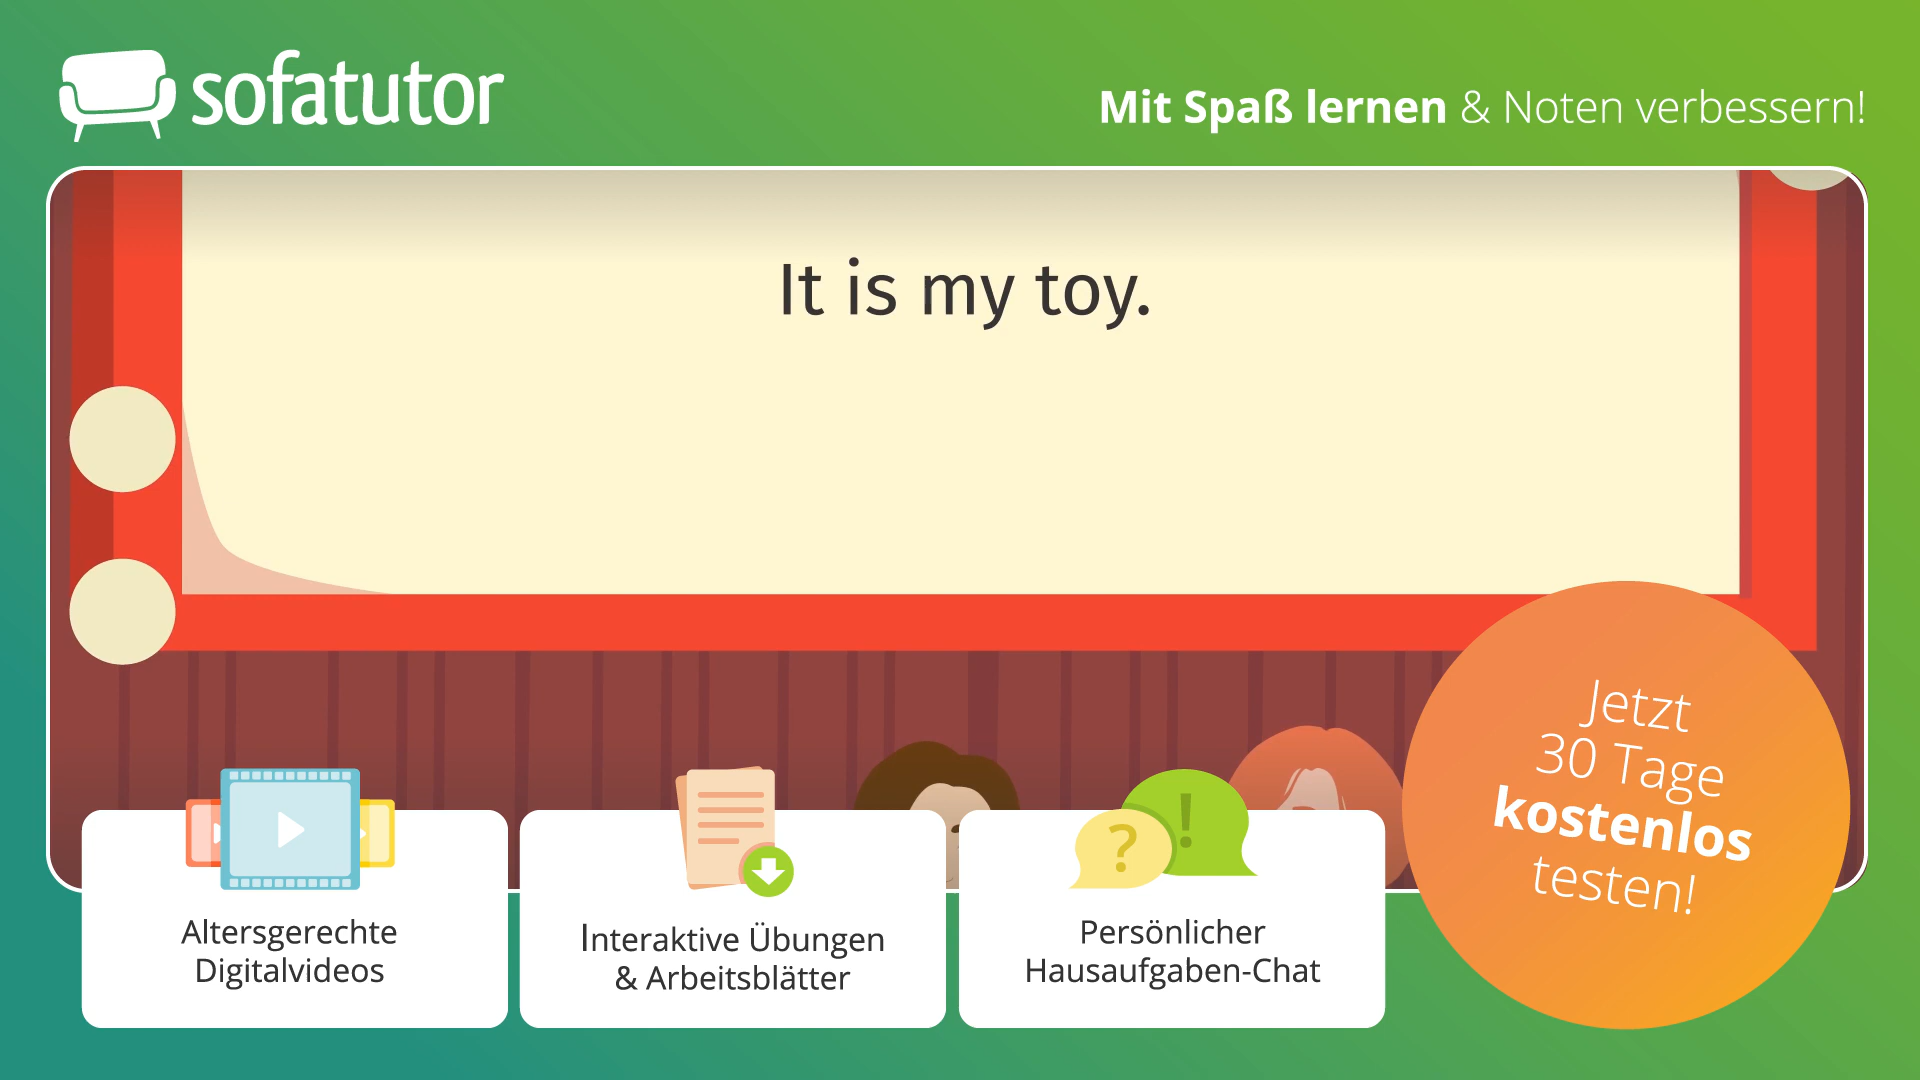 sofatutor
Mit Spaß lernen & Noten verbessern!
It is my toy.
Jetzt
30 Tage
kostenlos
testen!
?
!
Altersgerechte
Digitalvideos
Interaktive Übungen
& Arbeitsblätter
Persönlicher
Hausaufgaben-Chat